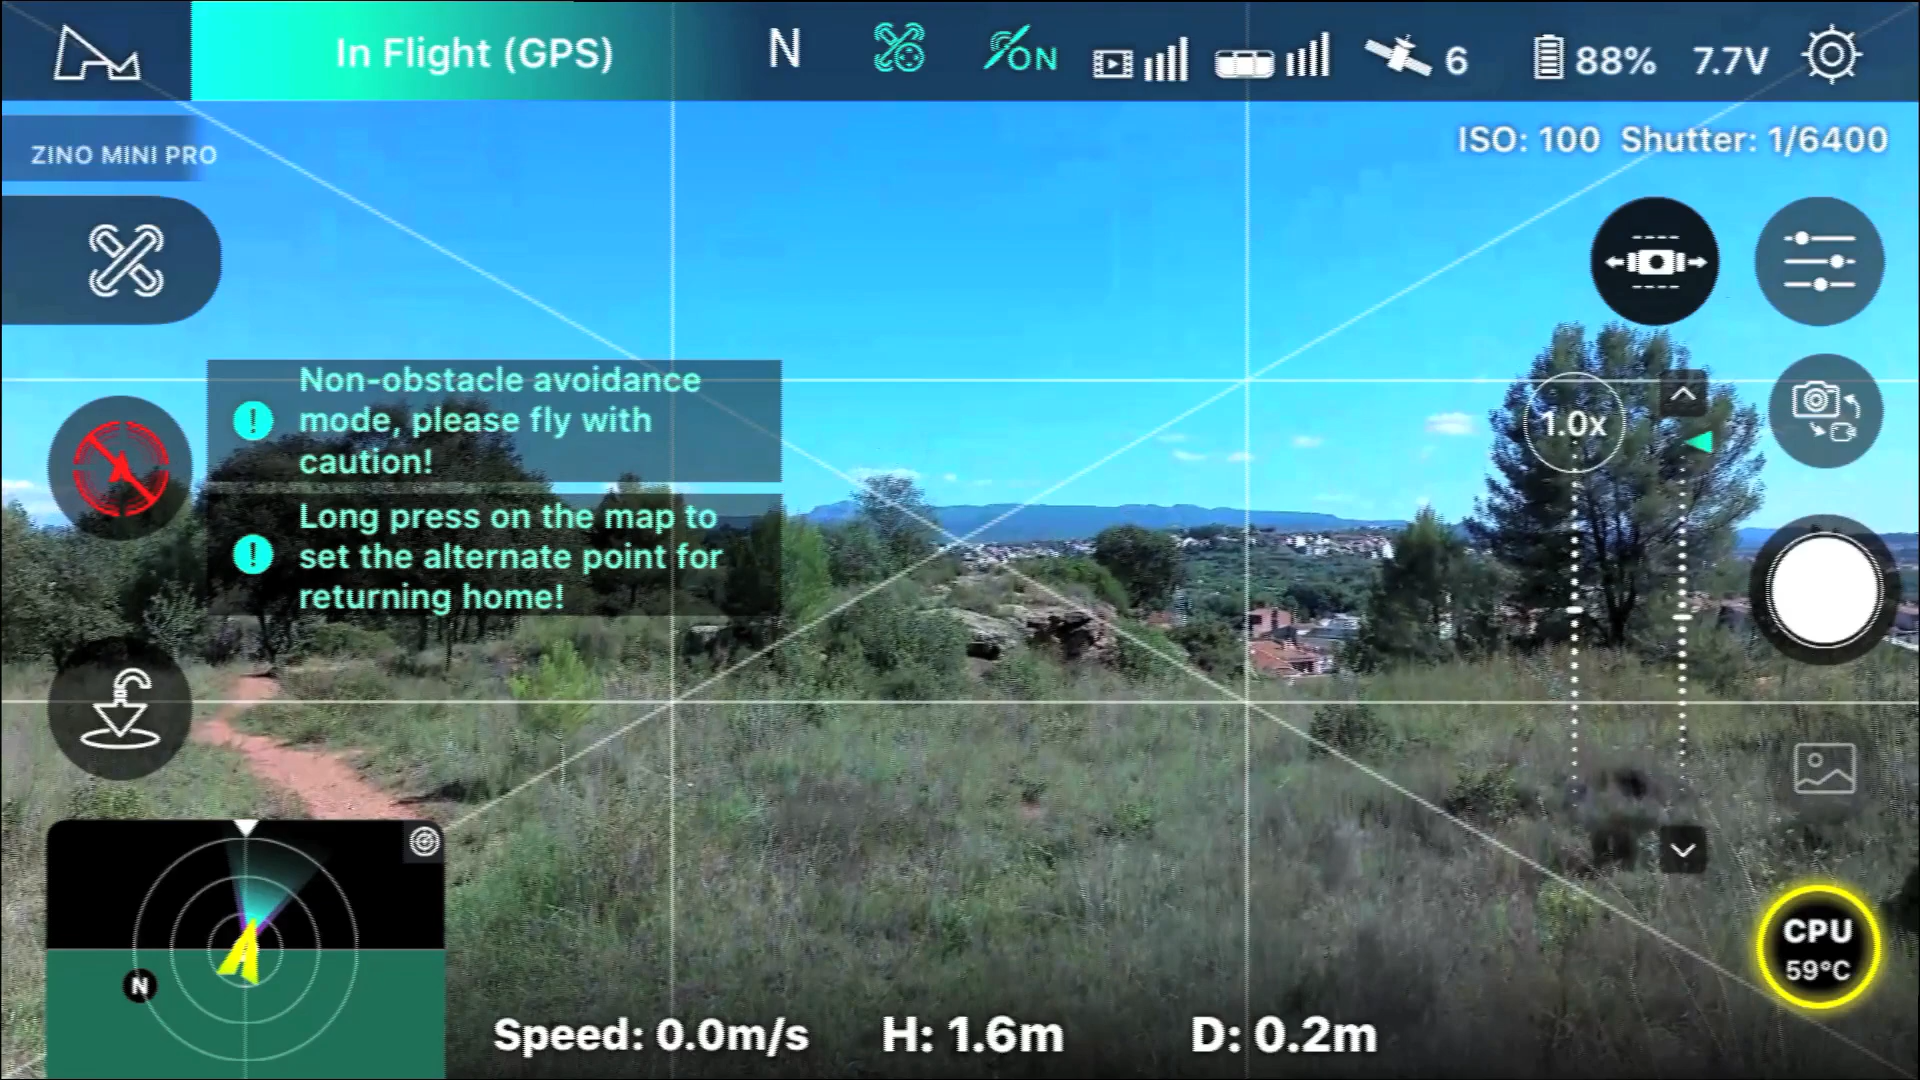 In Flight (GPS)
N
ON
6
88%
7.7V
ZINO MINI PRO
ISO: 100 Shutter: 1/6400
Non-obstacle avoidance
mode, please fly with
caution!
1.0x
Long press on the map to
set the alternate point for
returning home!
N
CPU
59°C
Speed: 0.0m/s
H: 1.6m
D: 0.2m